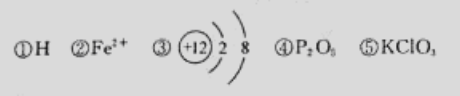 ①H ②Fe²⁺ ③ +12 2 8 ④P₂O₅ ⑤KClO₃